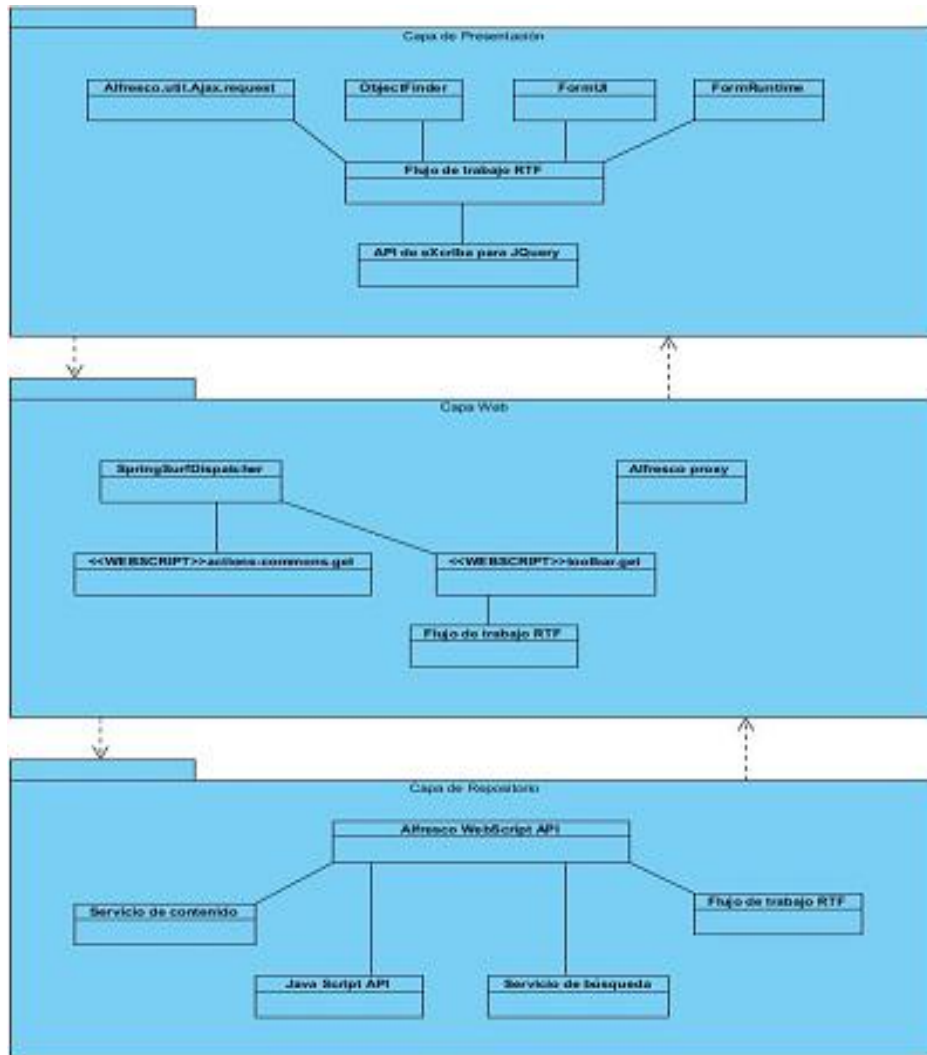 Capa de Presentación
Alfresco.util.Ajax.request
ObjectFinder
FormUI
FormRuntime
Flujo de trabajo RTF
API de eXcriba para JQuery
Capa Web
SpringSurfDispatcher
Alfresco proxy
<<WEBSCRIPT>>actions-commons.get
<<WEBSCRIPT>>toolbar.get
Flujo de trabajo RTF
Capa de Repositorio
Alfresco WebScript API
Servicio de contenido
Flujo de trabajo RTF
Java Script API
Servicio de búsqueda